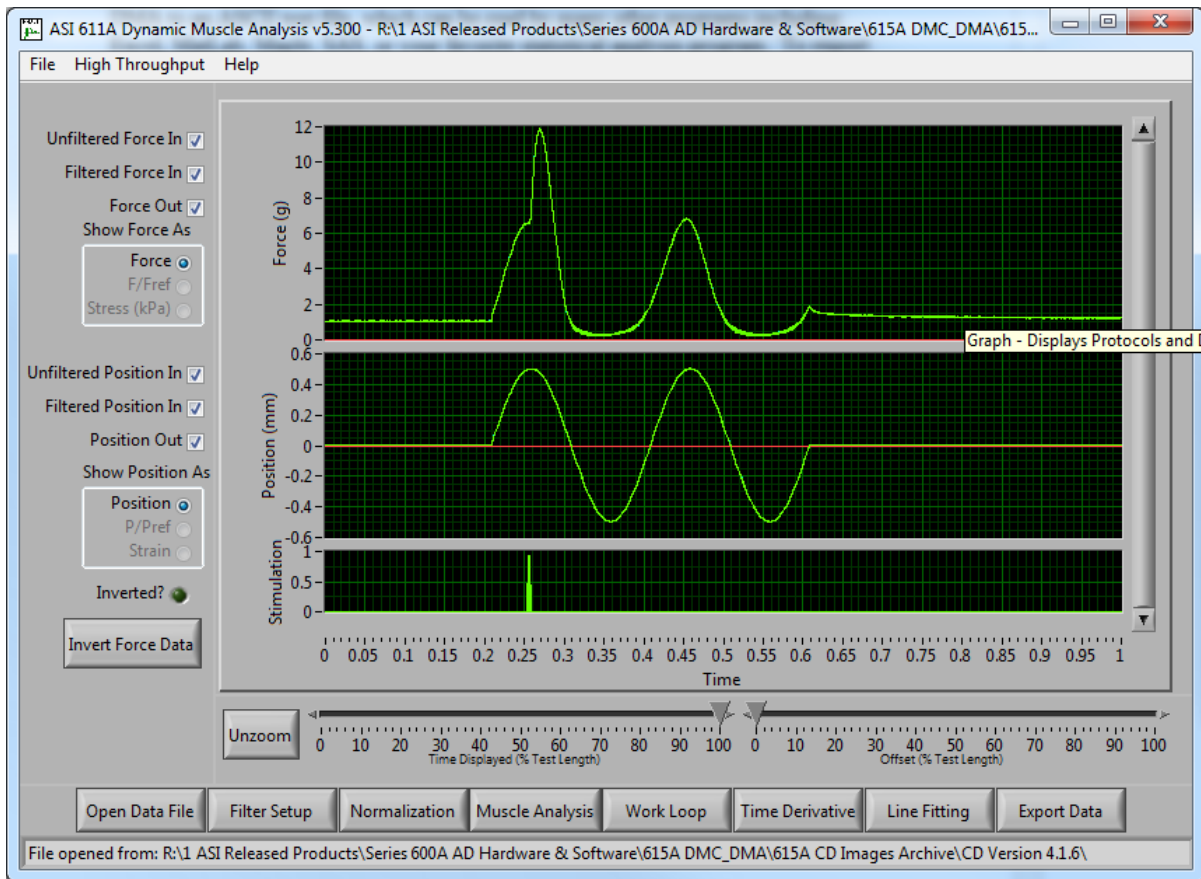 ASI 611A Dynamic Muscle Analysis v5.300 - R:\1 ASI Released Products\Series 600A AD Hardware & Software\615A DMC_DMA\615...
File High Throughput Help
Unfiltered Force In
Filtered Force In
Force Out
Show Force As
Force
F/Fref
Stress (kPa)
Unfiltered Position In
Filtered Position In
Position Out
Show Position As
Position
P/Pref
Strain
Inverted?
Invert Force Data
Force (g)
12
10
8
6
4
2
0
Graph - Displays Protocols and
Position (mm)
0.6
0.4
0.2
0
-0.2
-0.4
-0.6
Stimulation
1
0.5
0
0 0.05 0.1 0.15 0.2 0.25 0.3 0.35 0.4 0.45 0.5 0.55 0.6 0.65 0.7 0.75 0.8 0.85 0.9 0.95 1
Time
Unzoom
0 10 20 30 40 50 60 70 80 90 100
Time Displayed (% Test Length)
0 10 20 30 40 50 60 70 80 90 100
Offset (% Test Length)
Open Data File Filter Setup Normalization Muscle Analysis Work Loop Time Derivative Line Fitting Export Data
File opened from: R:\1 ASI Released Products\Series 600A AD Hardware & Software\615A DMC_DMA\615A CD Images Archive\CD Version 4.1.6\